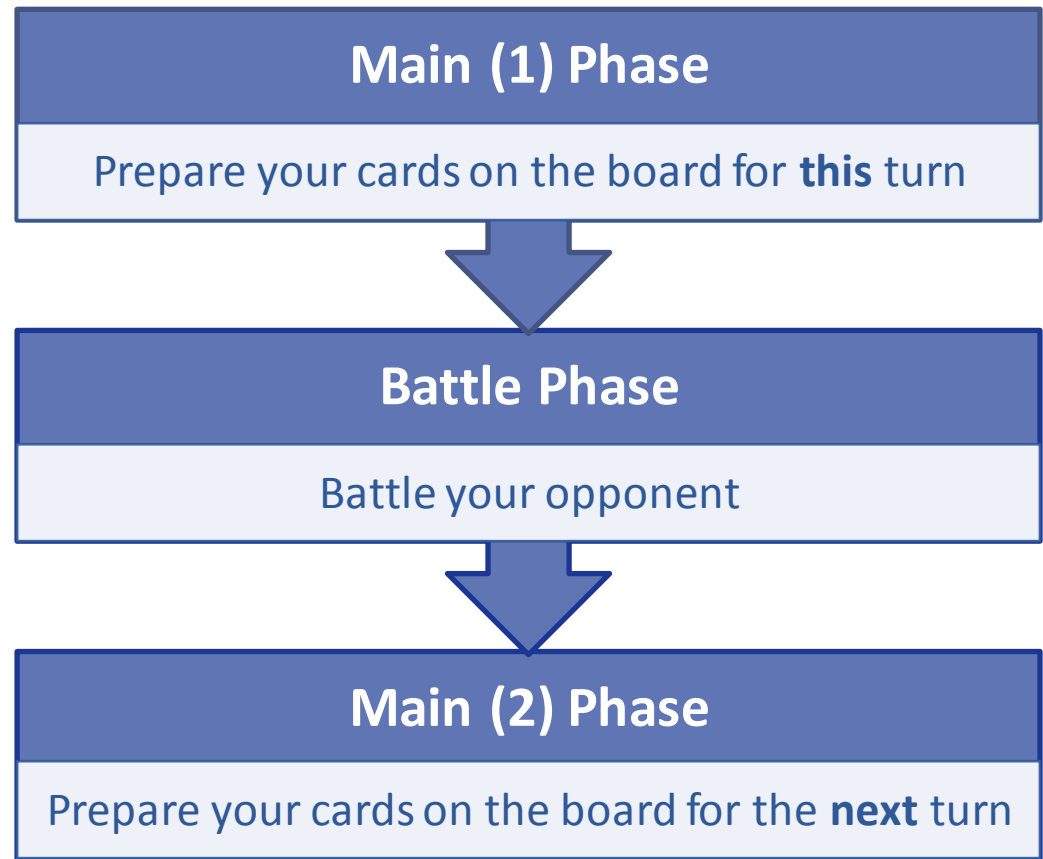 Main (1) Phase
Prepare your cards on the board for this turn
Battle Phase
Battle your opponent
Main (2) Phase
Prepare your cards on the board for the next turn